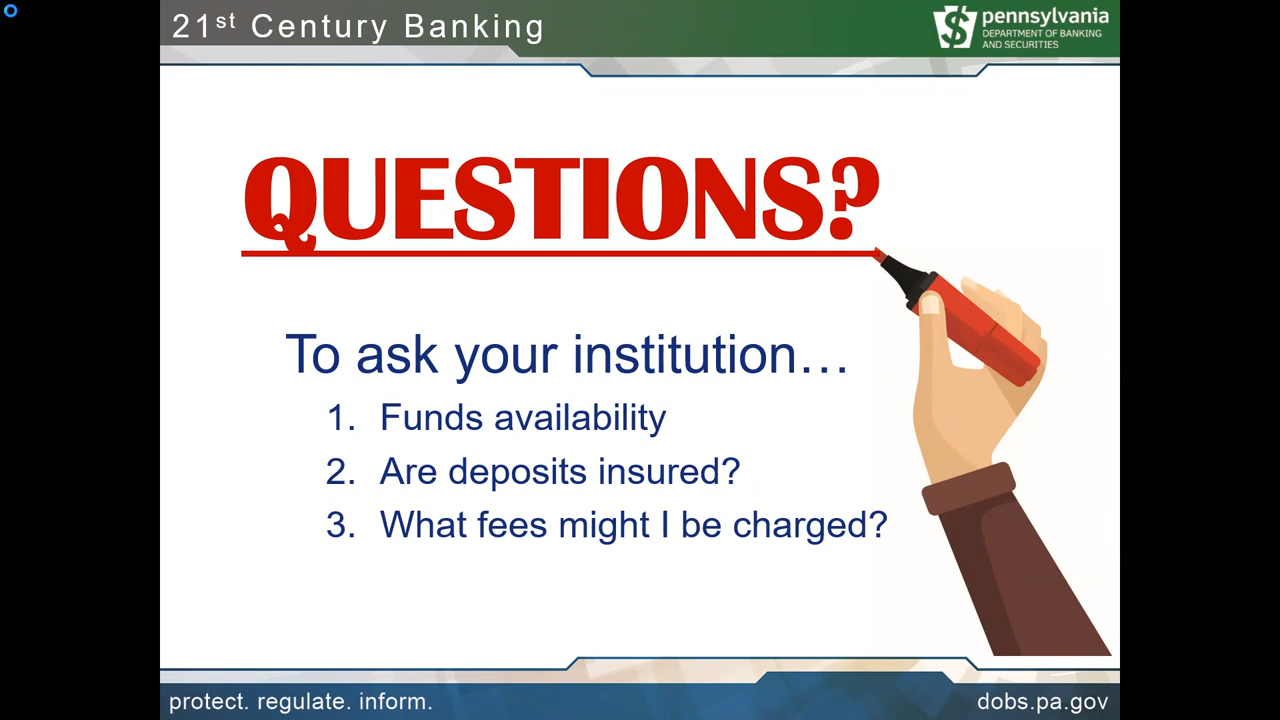 21st Century Banking
pennsylvania
DEPARTMENT OF BANKING
AND SECURITIES
QUESTIONS?
To ask your institution…
1. Funds availability
2. Are deposits insured?
3. What fees might I be charged?
protect. regulate. inform.
dobs.pa.gov